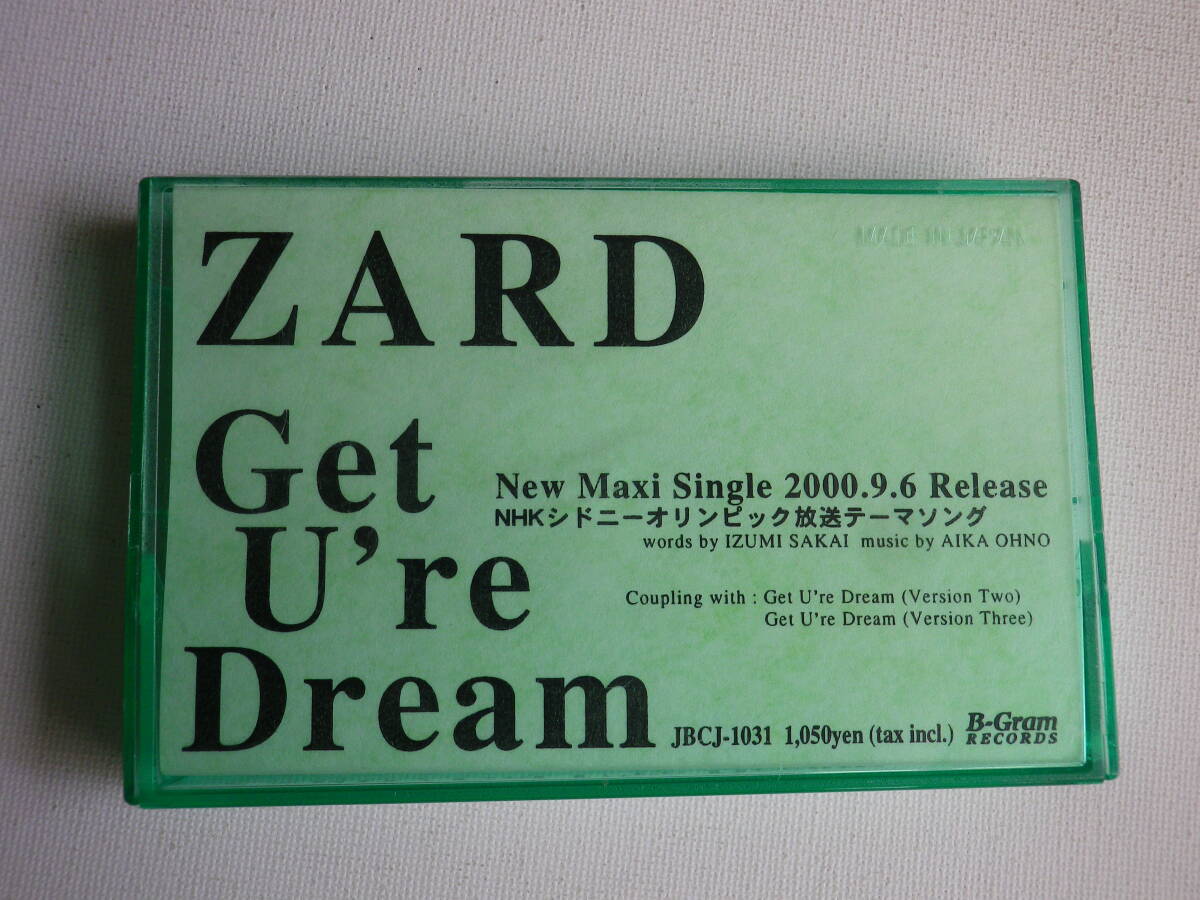 ZARD
MADE IN JAPAN
Get
U're
Dream
New Maxi Single 2000.9.6 Release
NHKシドニーオリンピック放送テーマソング
words by IZUMI SAKAI music by AIKA OHNO
Coupling with : Get U're Dream (Version Two)
Get U're Dream (Version Three)
JBCJ-1031 1,050yen (tax incl.) B-Gram
RECORDS